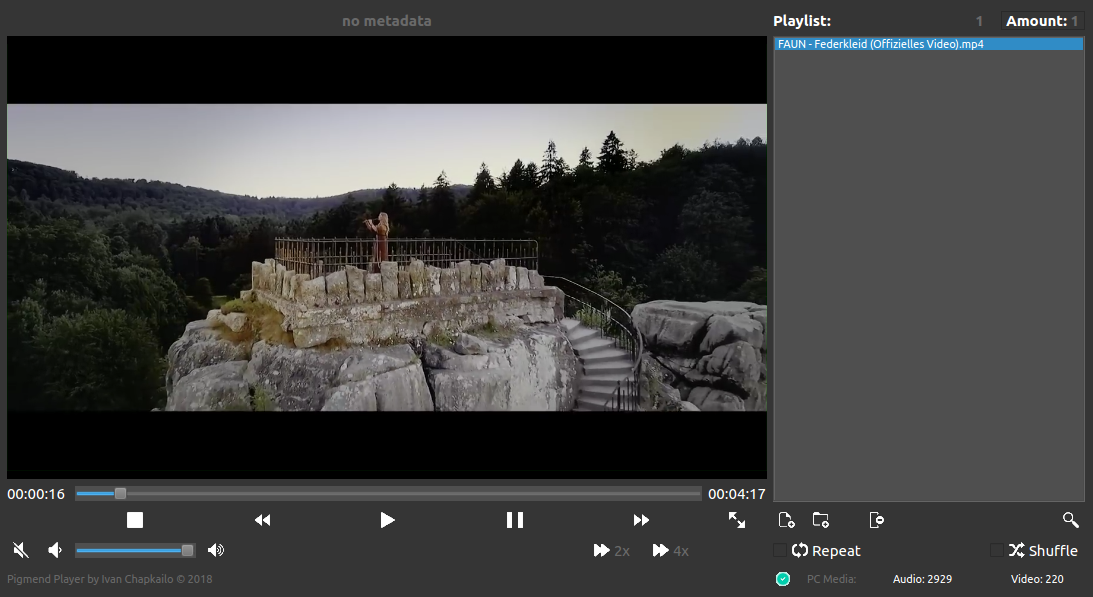 no metadata
Playlist: 1 Amount: 1
FAUN - Federkleid (Offizielles Video).mp4
00:00:16 00:04:17
2x 4x
Repeat Shuffle
Pigmend Player by Ivan Chapkailo © 2018
PC Media: Audio: 2929 Video: 220